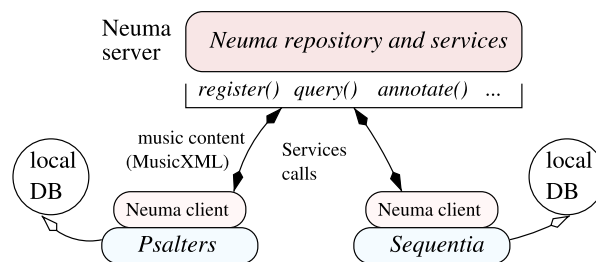 Neuma
server
Neuma repository and services
register() query() annotate() ...
music content
(MusicXML)
Services
calls
local
DB
Neuma client
Psalters
Neuma client
Sequentia
local
DB